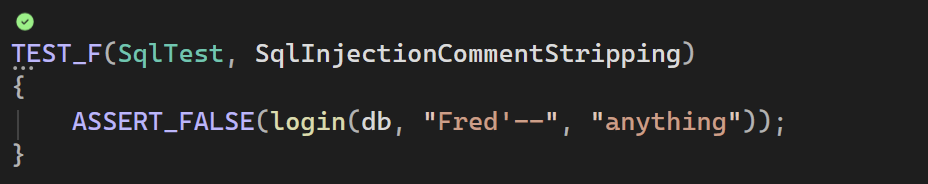 TEST_F(SqlTest, SqlInjectionCommentStripping)
{
    ASSERT_FALSE(login(db, "Fred'--", "anything"));
}